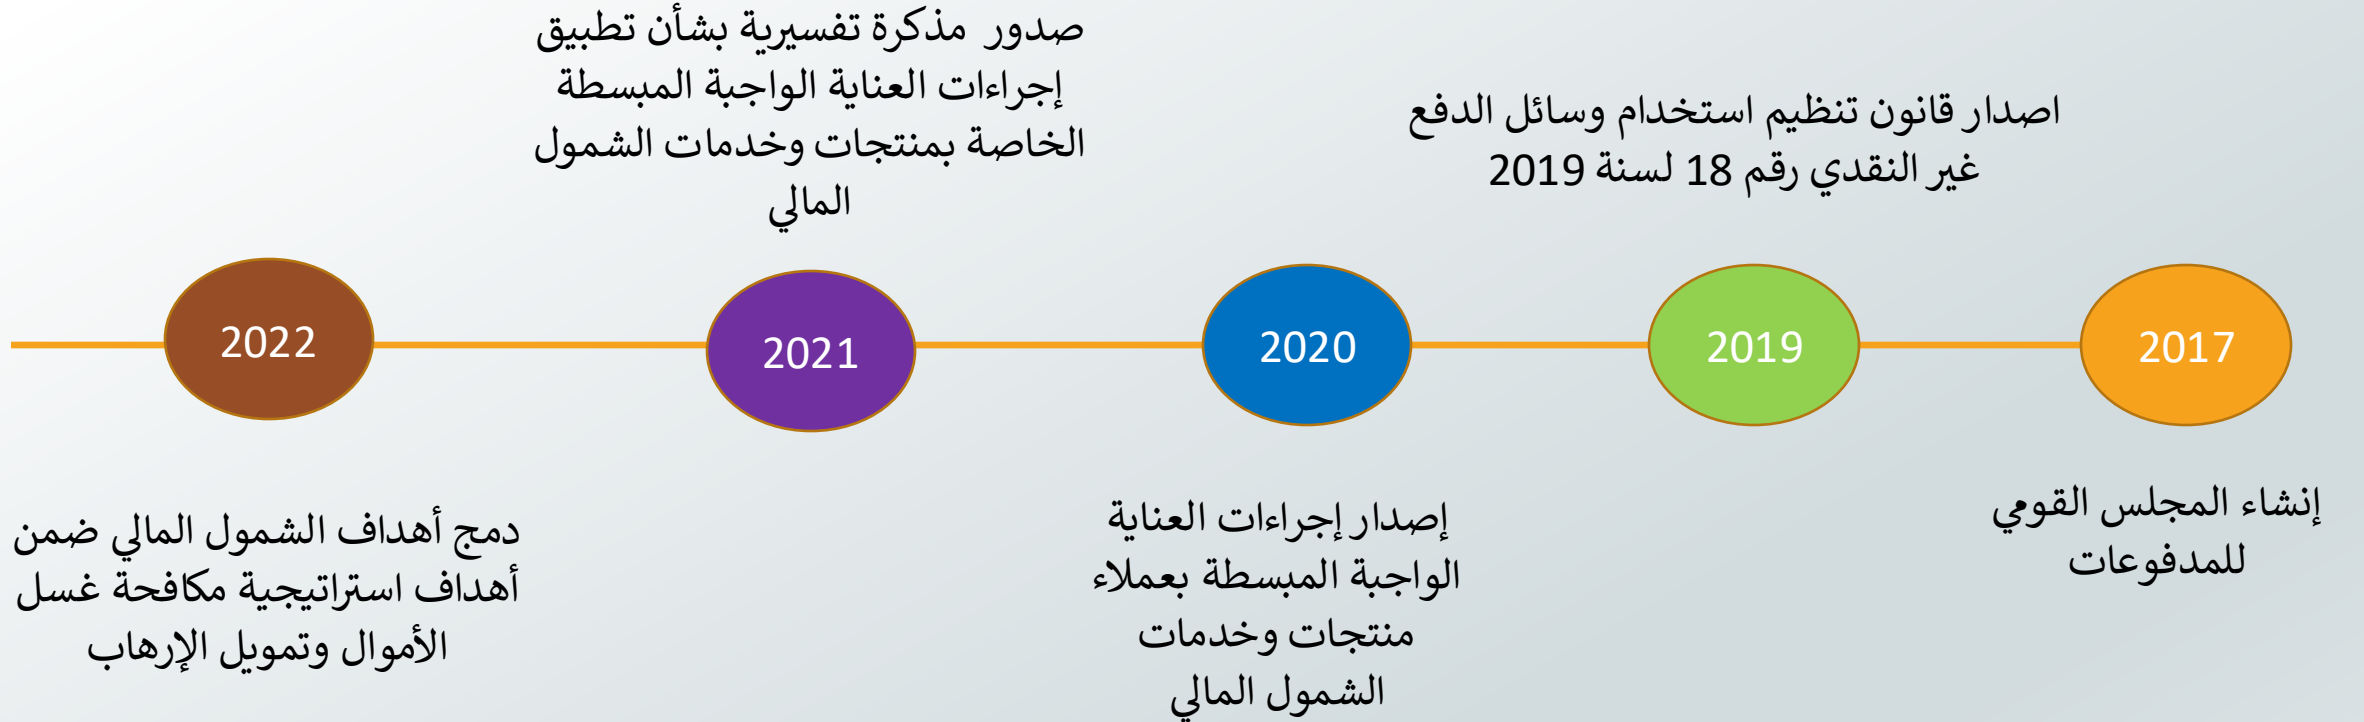 2017
إنشاء المجلس القومي
للمدفوعات
2019
اصدار قانون تنظيم استخدام وسائل الدفع
غير النقدي رقم 18 لسنة 2019
2020
إصدار إجراءات العناية
الواجبة المبسطة بعملاء
منتجات وخدمات
الشمول المالي
2021
صدور مذكرة تفسيرية بشأن تطبيق
إجراءات العناية الواجبة المبسطة
الخاصة بمنتجات وخدمات الشمول
المالي
2022
دمج أهداف الشمول المالي ضمن
أهداف استراتيجية مكافحة غسل
الأموال وتمويل الإرهاب